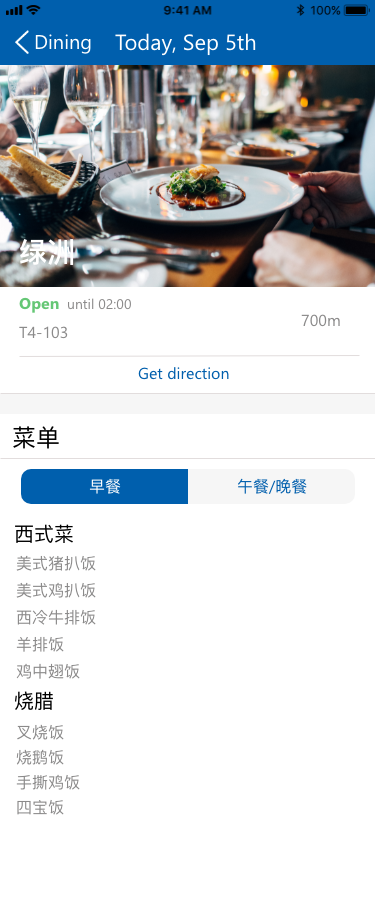 9:41 AM 100%
Dining Today, Sep 5th
绿洲
Open until 02:00
700m
T4-103
Get direction
菜单
早餐 午餐/晚餐
西式菜
美式猪扒饭
美式鸡扒饭
西冷牛排饭
羊排饭
鸡中翅饭
烧腊
叉烧饭
烧鹅饭
手撕鸡饭
四宝饭